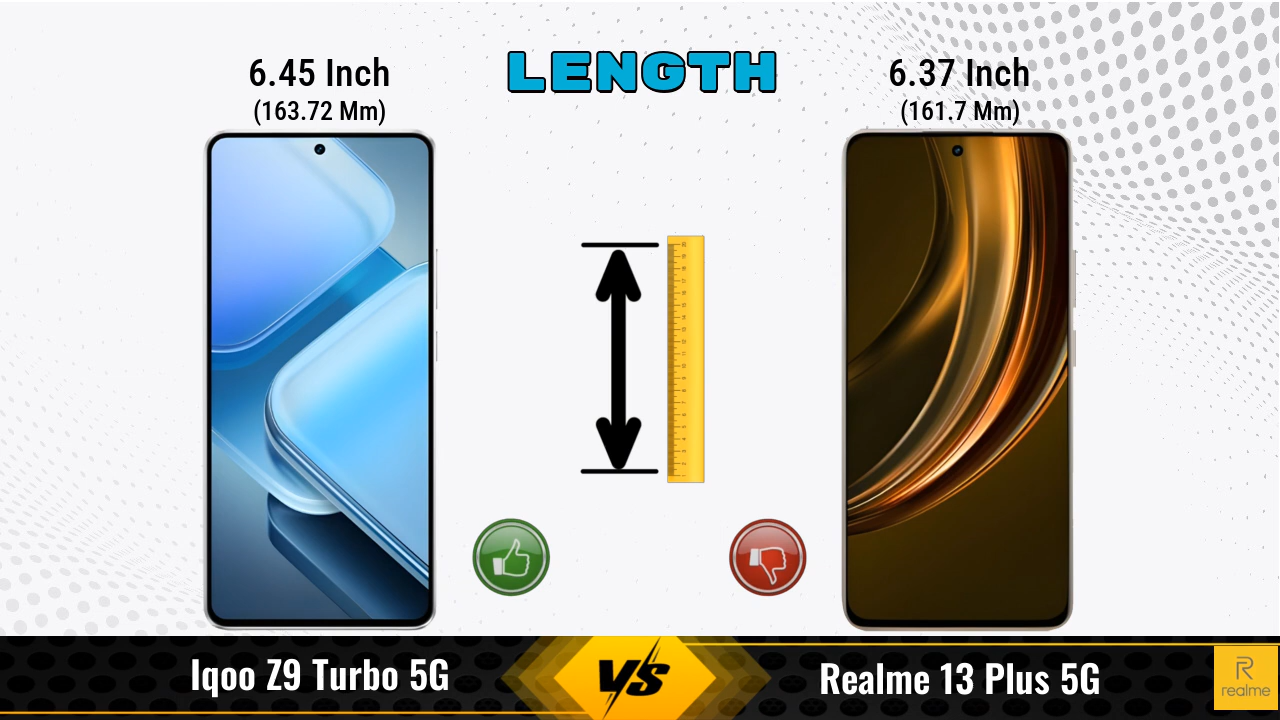 LENGTH
6.45 Inch
(163.72 Mm)
6.37 Inch
(161.7 Mm)
Iqoo Z9 Turbo 5G
VS
Realme 13 Plus 5G
R
realme